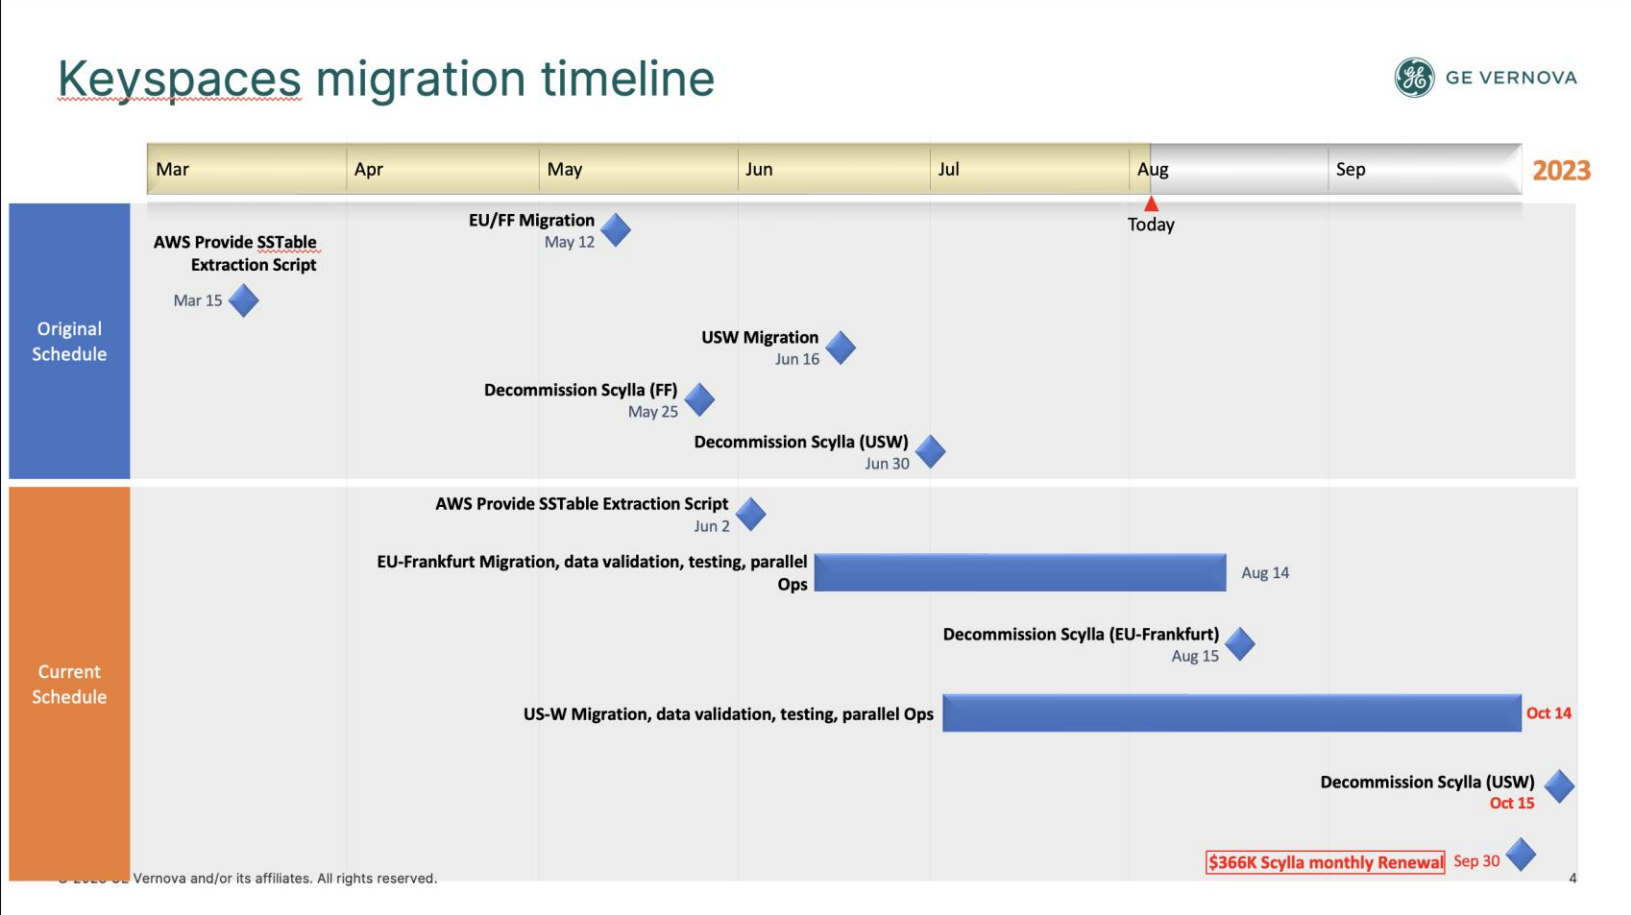 Keyspaces migration timeline
GE VERNOVA
Mar
Apr
May
Jun
Jul
Aug
Sep
2023
Today
Original
Schedule
EU/FF Migration
May 12
AWS Provide SSTable
Extraction Script
Mar 15
USW Migration
Jun 16
Decommission Scylla (FF)
May 25
Decommission Scylla (USW)
Jun 30
Current
Schedule
AWS Provide SSTable Extraction Script
Jun 2
EU-Frankfurt Migration, data validation, testing, parallel
Ops
Aug 14
Decommission Scylla (EU-Frankfurt)
Aug 15
US-W Migration, data validation, testing, parallel Ops
Oct 14
Decommission Scylla (USW)
Oct 15
$366K Scylla monthly Renewal
Sep 30
Vernova and/or its affiliates. All rights reserved.
4